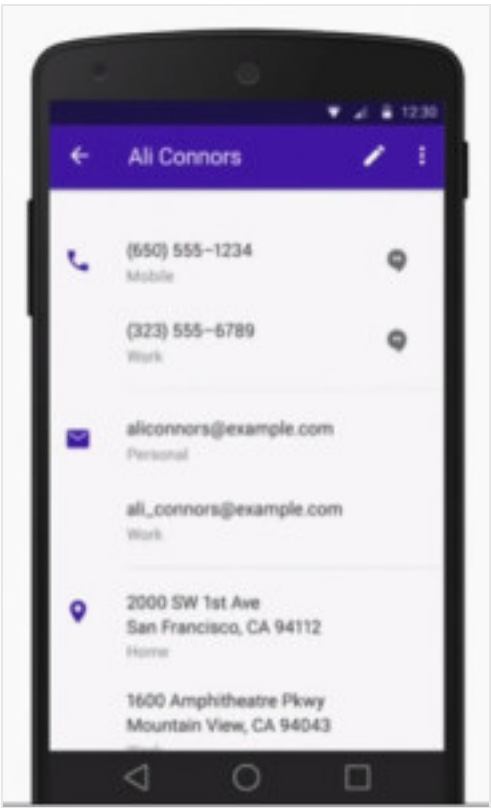 12:30
Ali Connors
(650) 555-1234
Mobile
(323) 555-6789
Work
aliconnors@example.com
Personal
ali_connors@example.com
Work
2000 SW 1st Ave
San Francisco, CA 94112
Home
1600 Amphitheatre Pkwy
Mountain View, CA 94043